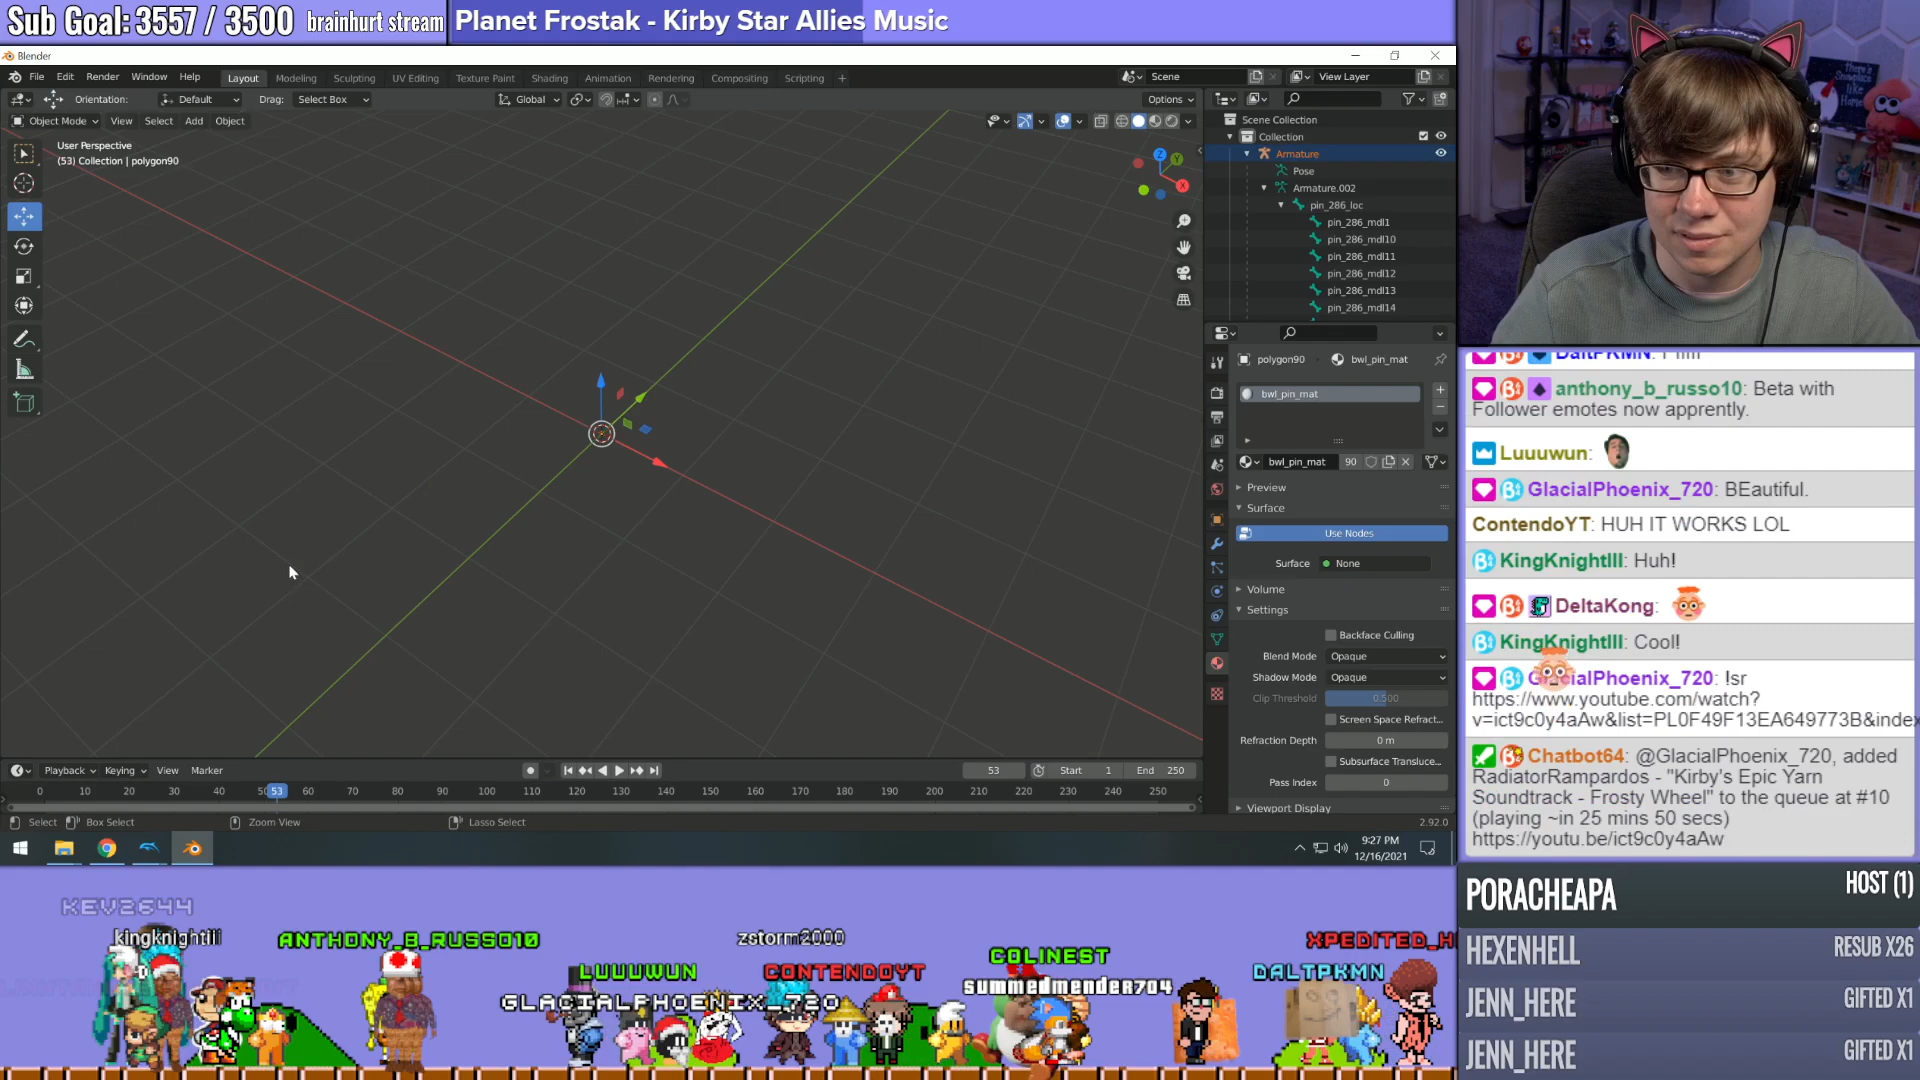 Sub Goal: 3557 / 3500 brainhurt stream
Planet Frostak - Kirby Star Allies Music
Blender
File Edit Render Window Help
Layout Modeling Sculpting UV Editing Texture Paint Shading Animation Rendering Compositing Scripting +
Scene
View Layer
Orientation: Default Drag: Select Box
Global
Options
Object Mode View Select Add Object
User Perspective
(53) Collection | polygon90
Z
Y
X
Scene Collection
Collection
Armature
Pose
Armature.002
pin_286_loc
pin_286_mdl1
pin_286_mdl10
pin_286_mdl11
pin_286_mdl12
pin_286_mdl13
pin_286_mdl14
polygon90 bwl_pin_mat
bwl_pin_mat
bwl_pin_mat 90
Preview
Surface
Use Nodes
Surface None
Volume
Settings
Backface Culling
Blend Mode Opaque
Shadow Mode Opaque
Clip Threshold 0.500
Screen Space Refract...
Refraction Depth 0 m
Subsurface Transluce...
Pass Index 0
Viewport Display
Playback Keying View Marker
53 Start 1 End 250
0 10 20 30 40 50 53 60 70 80 90 100 110 120 130 140 150 160 170 180 190 200 210 220 230 240 250
Select Box Select Zoom View Lasso Select
2.92.0
9:27 PM
12/16/2021
DaltPKMN:
anthony_b_russo10: Beta with
Follower emotes now apprently.
Luuuwun:
GlacialPhoenix_720: BEautiful.
ContendoYT: HUH IT WORKS LOL
KingKnightIII: Huh!
DeltaKong:
KingKnightIII: Cool!
GlacialPhoenix_720: !sr
https://www.youtube.com/watch?
v=ict9c0y4aAw&list=PL0F49F13EA649773B&index
Chatbot64: @GlacialPhoenix_720, added
RadiatorRampardos - "Kirby's Epic Yarn
Soundtrack - Frosty Wheel" to the queue at #10
(playing ~in 25 mins 50 secs)
https://youtu.be/ict9c0y4aAw
PORACHEAPA HOST (1)
HEXENHELL RESUB X26
JENN_HERE GIFTED X1
JENN_HERE GIFTED X1
KEV2644
kingknightiii
ANTHONY_B_RUSSO10
LUUUWUN
GLACIALPHOENIX_720
zstorm2000
CONTENDOYT
COLINEST
summedmender704
XPEDITED_H
DALTPKMN